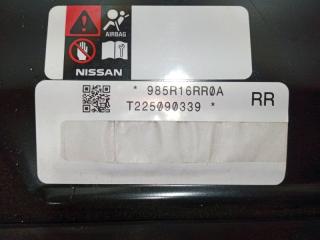 AIRBAG
NISSAN
* 985R16RR0A
T225090339 *
RR